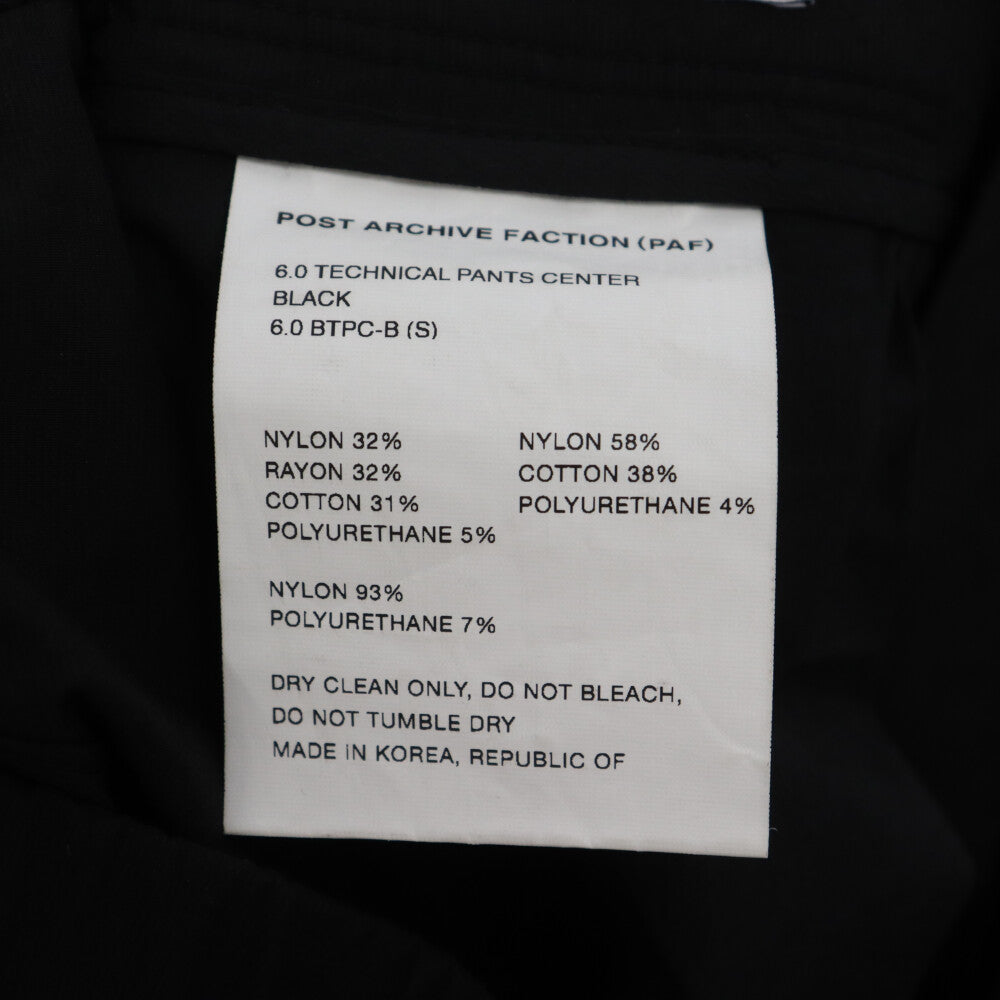 POST ARCHIVE FACTION (PAF)
6.0 TECHNICAL PANTS CENTER
BLACK
6.0 BTPC-B (S)
NYLON 32%
RAYON 32%
COTTON 31%
POLYURETHANE 5%
NYLON 58%
COTTON 38%
POLYURETHANE 4%
NYLON 93%
POLYURETHANE 7%
DRY CLEAN ONLY, DO NOT BLEACH,
DO NOT TUMBLE DRY
MADE IN KOREA, REPUBLIC OF